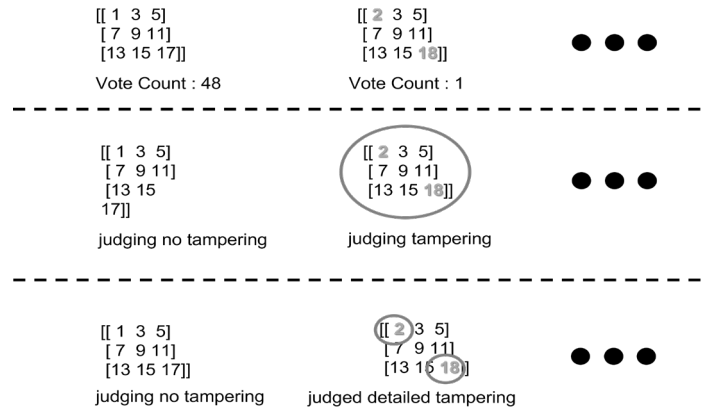 [[ 1 3 5]
[ 7 9 11]
[13 15 17]]
Vote Count : 48
[[ 2 3 5]
[ 7 9 11]
[13 15 18]]
Vote Count : 1
[[ 1 3 5]
[ 7 9 11]
[13 15
17]]
judging no tampering
[[ 2 3 5]
[ 7 9 11]
[13 15 18]]
judging tampering
[[ 1 3 5]
[ 7 9 11]
[13 15 17]]
judging no tampering
[[ 2 3 5]
[ 7 9 11]
[13 15 18]]
judged detailed tampering